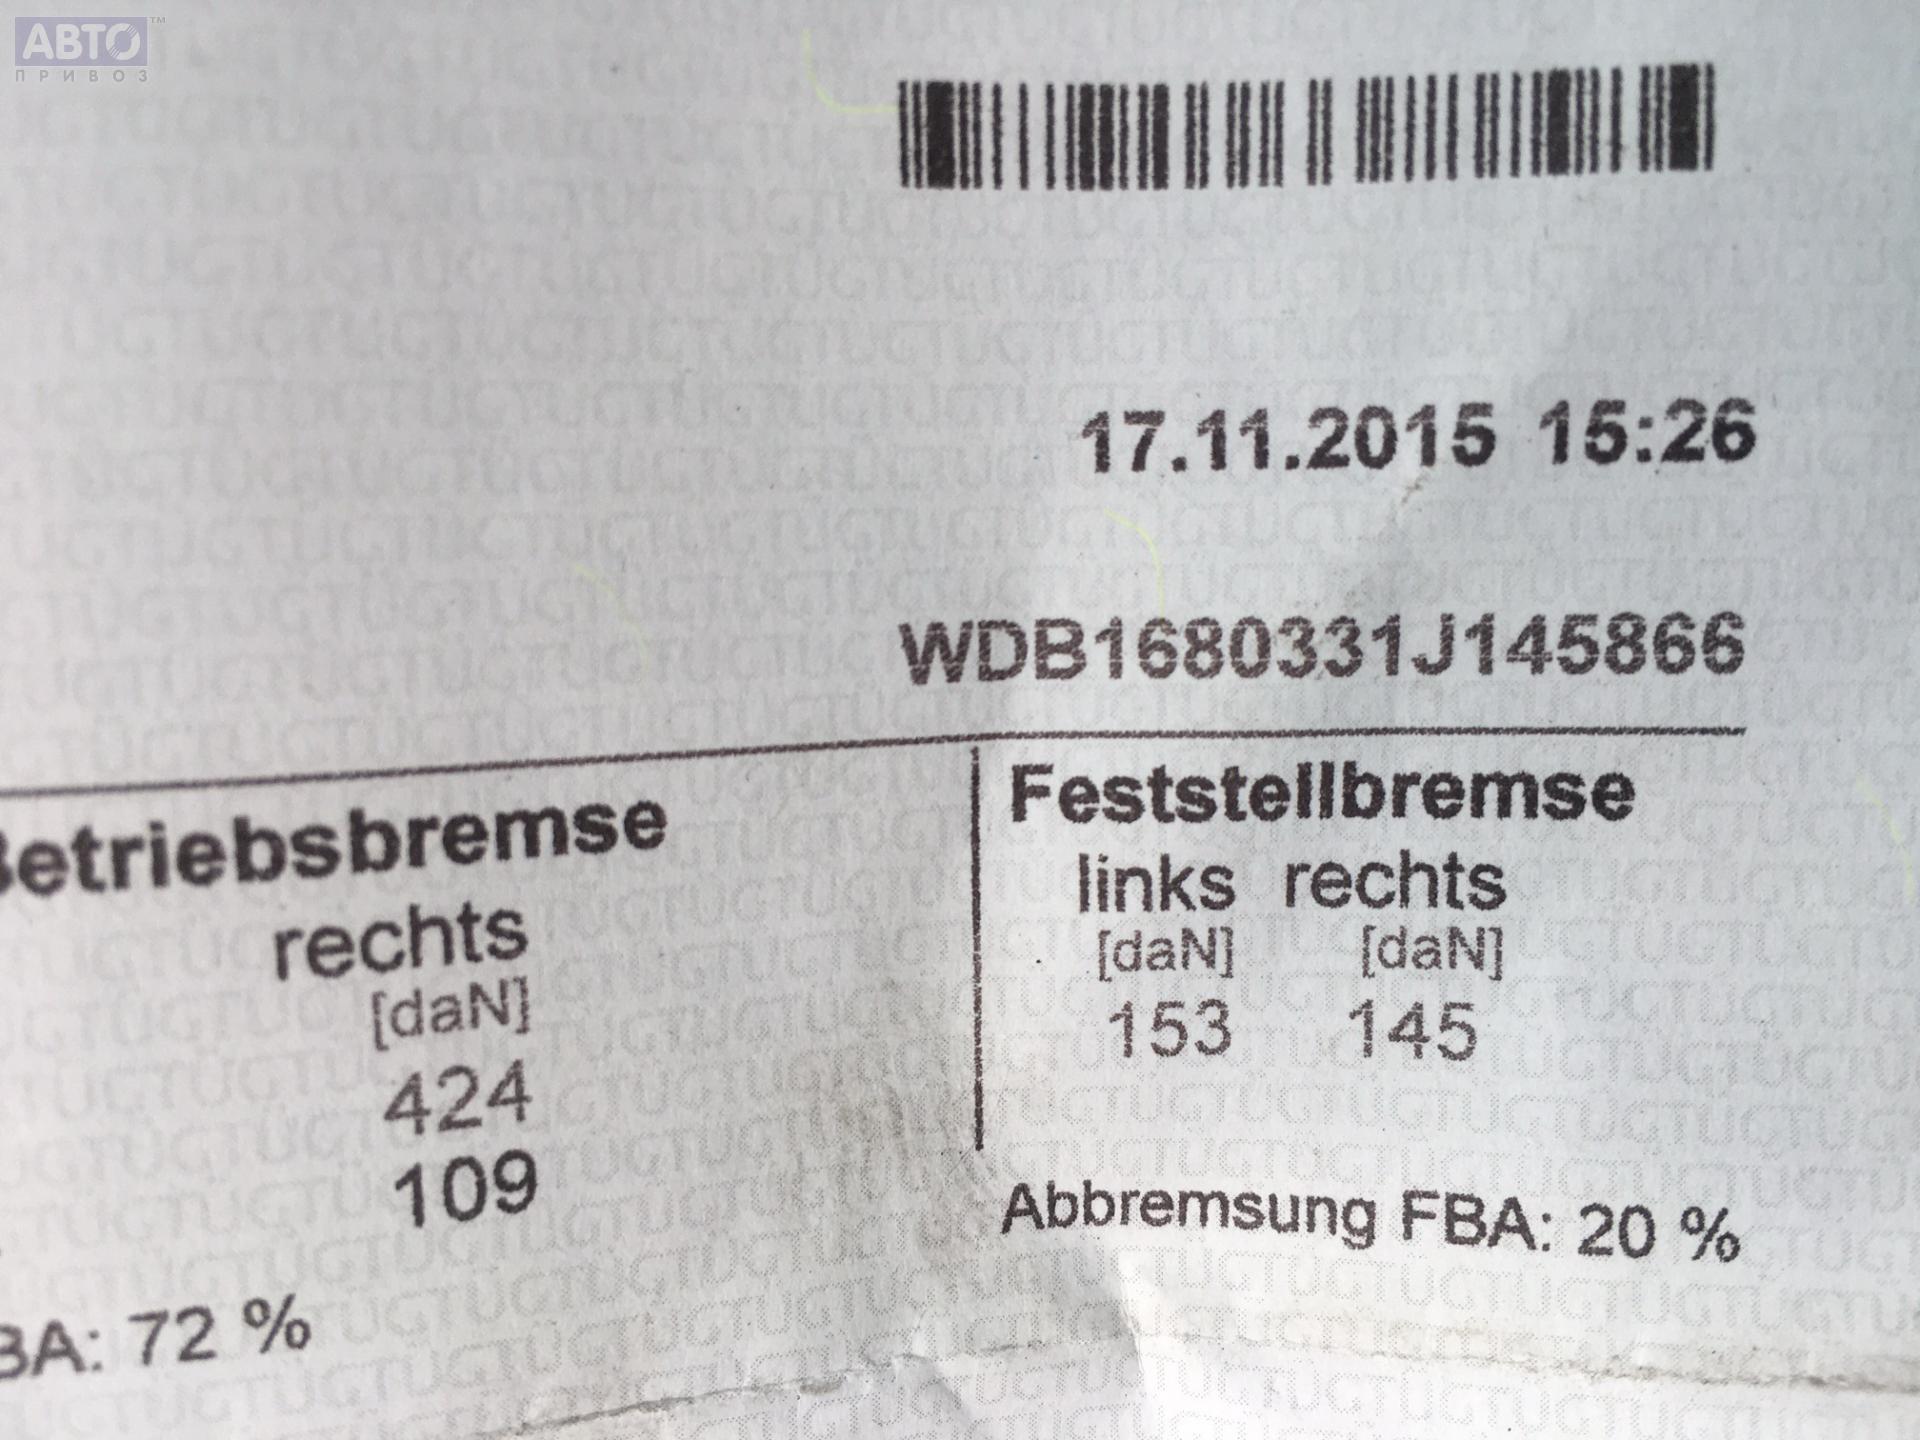 АВТО™
ПРИВОЗ
17.11.2015 15:26
WDB1680331J145866
Betriebsbremse
rechts
[daN]
424
109
BA: 72 %
Feststellbremse
links rechts
[daN] [daN]
153 145
Abbremsung FBA: 20 %